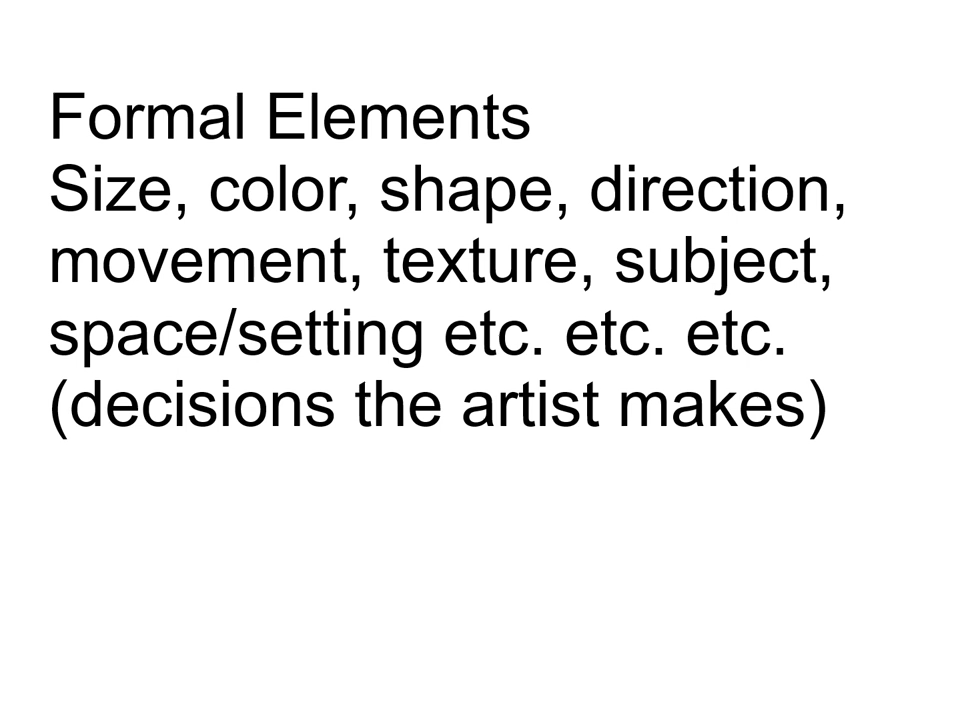 Formal Elements
Size, color, shape, direction,
movement, texture, subject,
space/setting etc. etc. etc.
(decisions the artist makes)